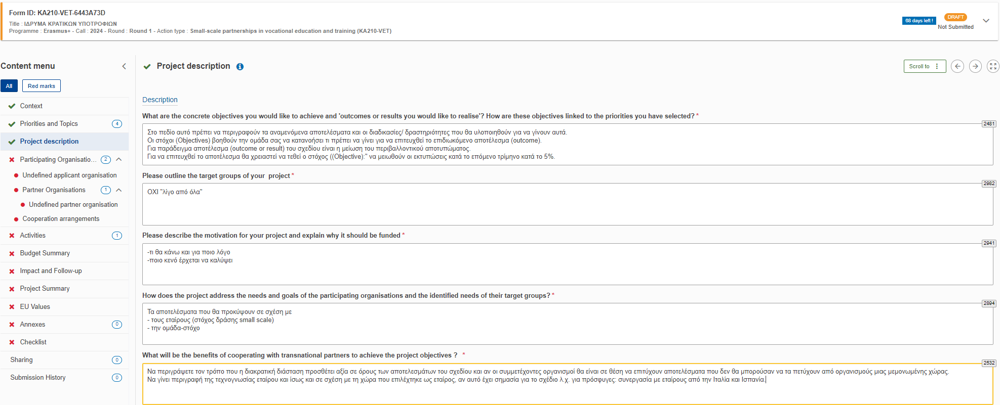 Form ID: KA210-VET-6443A73D
Title : ΙΔΡΥΜΑ ΚΡΑΤΙΚΩΝ ΥΠΟΤΡΟΦΙΩΝ
Programme : Erasmus+ - Call : 2024 - Round : Round 1 - Action type : Small-scale partnerships in vocational education and training (KA210-VET)
68 days left !
DRAFT
Not Submitted
Content menu
All
Red marks
Context
Priorities and Topics 4
Project description
Participating Organisatio... 2
Undefined applicant organisation
Partner Organisations 1
Undefined partner organisation
Cooperation arrangements
Activities 1
Budget Summary
Impact and Follow-up
Project Summary
EU Values
Annexes 0
Checklist
Sharing 0
Submission History 0
Project description
Scroll to
Description
What are the concrete objectives you would like to achieve and 'outcomes or results you would like to realise'? How are these objectives linked to the priorities you have selected? *
2481
Στο πεδίο αυτό πρέπει να περιγραφούν τα αναμενόμενα αποτελέσματα και οι διαδικασίες/ δραστηριότητες που θα υλοποιηθούν για να γίνουν αυτά.
Οι στόχοι (Objectives) βοηθούν την ομάδα σας να κατανοήσει τι πρέπει να γίνει για να επιτευχθεί το επιδιωκόμενο αποτέλεσμα (outcome).
Για παράδειγμα αποτέλεσμα (outcome or result) του σχεδίου είναι η μείωση του περιβαλλοντικού αποτυπώματος.
Για να επιτευχθεί το αποτέλεσμα θα χρειαστεί να τεθεί ο στόχος ((Objective):" να μειωθούν οι εκτυπώσεις κατά το επόμενο τρίμηνο κατά το 5%.
Please outline the target groups of your project *
2982
ΟΧΙ "λίγο από όλα"
Please describe the motivation for your project and explain why it should be funded *
2941
-τι θα κάνω και για ποιο λόγο
-ποιο κενό έρχεται να καλύψει
How does the project address the needs and goals of the participating organisations and the identified needs of their target groups? *
2894
Τα αποτελέσματα που θα προκύψουν σε σχέση με
- τους εταίρους (στόχος δράσης small scale)
- την ομάδα-στόχο
What will be the benefits of cooperating with transnational partners to achieve the project objectives ? *
2532
Να περιγράψετε τον τρόπο που η διακρατική διάσταση προσθέτει αξία σε όρους των αποτελεσμάτων του σχεδίου και αν οι συμμετέχοντες οργανισμοί θα είναι σε θέση να επιτύχουν αποτελέσματα που δεν θα μπορούσαν να τα πετύχουν από οργανισμούς μιας μεμονωμένης χώρας.
Να γίνει περιγραφή της τεχνογνωσίας εταίρου και ίσως και σε σχέση με τη χώρα που επιλέχτηκε ως εταίρος, αν αυτό έχει σημασία για το σχέδιο λ.χ. για πρόσφυγες: συνεργασία με εταίρους από την Ιταλία και Ισπανία.